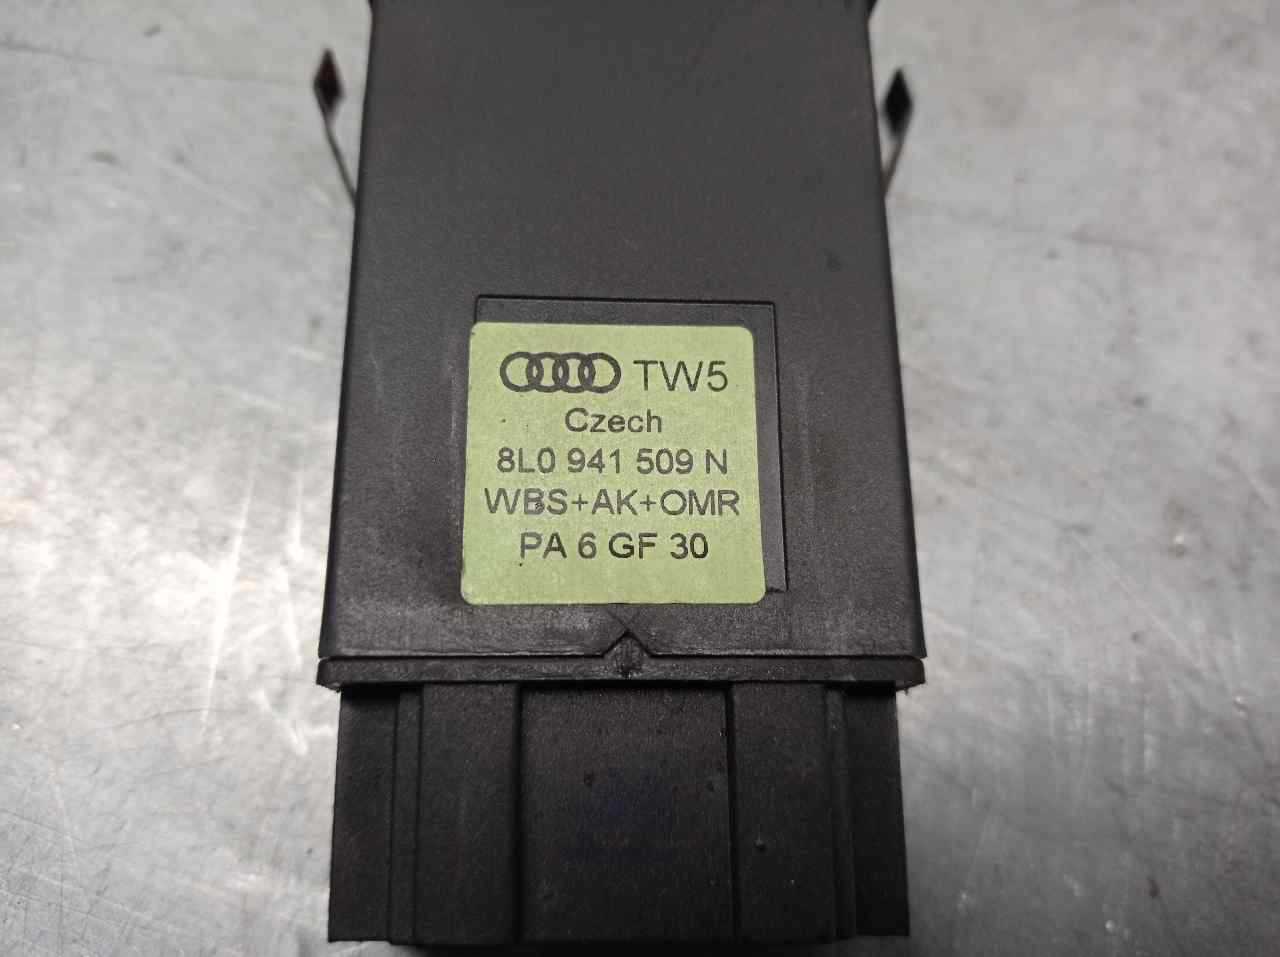 TW5
Czech
8L0 941 509 N
WBS+AK+OMR
PA 6 GF 30